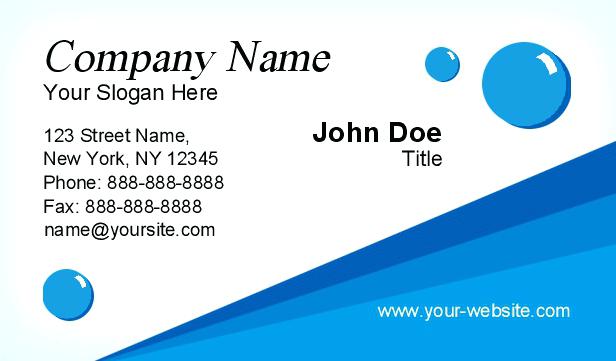 Company Name
Your Slogan Here
123 Street Name,
New York, NY 12345
Phone: 888-888-8888
Fax: 888-888-8888
name@yoursite.com
John Doe
Title
www.your-website.com